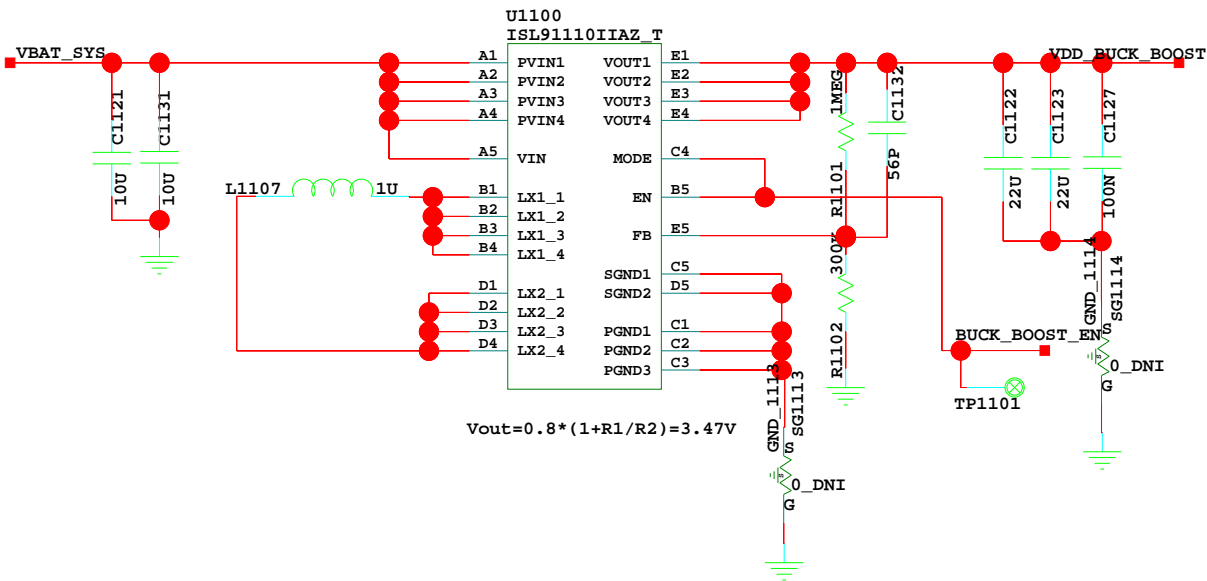 U1100
ISL91110IIAZ_T
VBAT_SYS
VDD_BUCK_BOOST
A1 PVIN1
A2 PVIN2
A3 PVIN3
A4 PVIN4
A5 VIN
B1 LX1_1
B2 LX1_2
B3 LX1_3
B4 LX1_4
D1 LX2_1
D2 LX2_2
D3 LX2_3
D4 LX2_4
VOUT1 E1
VOUT2 E2
VOUT3 E3
VOUT4 E4
MODE C4
EN B5
FB E5
SGND1 C5
SGND2 D5
PGND1 C1
PGND2 C2
PGND3 C3
C1121
10U
C1131
10U
L1107 1U
1MEG
R1101
C1132
56P
300K
R1102
C1122
22U
C1123
22U
C1127
100N
GND_1114
SG1114
S
S
0_DNI
G
BUCK_BOOST_EN
TP1101
GND_1113
SG1113
S
S
0_DNI
G
Vout=0.8*(1+R1/R2)=3.47V